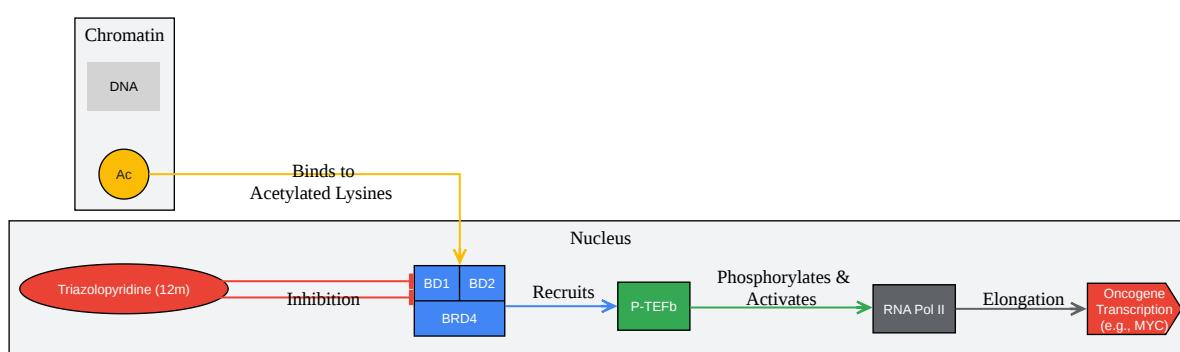 Chromatin
DNA
Ac
Binds to
Acetylated Lysines
Nucleus
Triazolopyridine (12m)
Inhibition
BD1
BD2
BRD4
Recruits
P-TEFb
Phosphorylates &
Activates
RNA Pol II
Elongation
Oncogene
Transcription
(e.g., MYC)